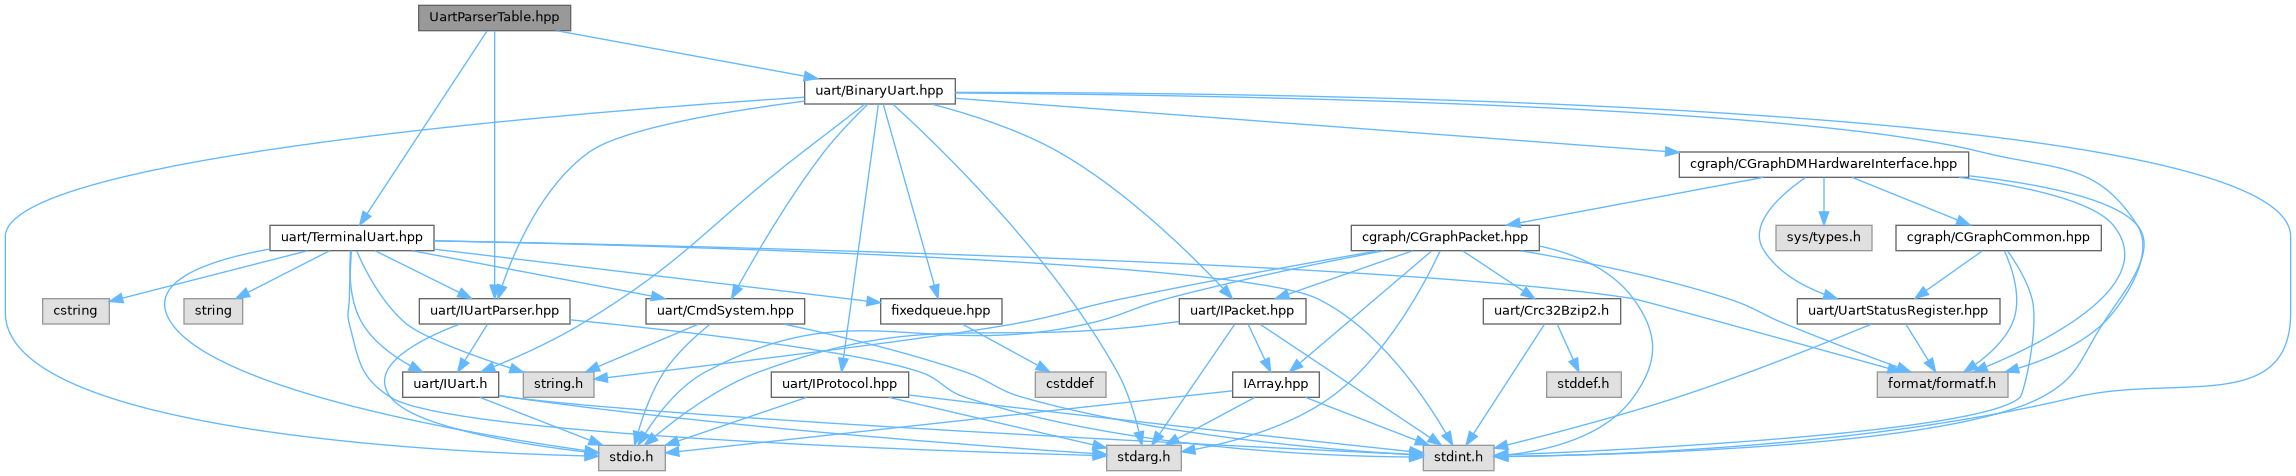 UartParserTable.hpp
uart/BinaryUart.hpp
cgraph/CGraphDMHardwareInterface.hpp
uart/TerminalUart.hpp
cgraph/CGraphPacket.hpp
sys/types.h
cgraph/CGraphCommon.hpp
cstring
string
uart/IUartParser.hpp
uart/CmdSystem.hpp
fixedqueue.hpp
uart/IPacket.hpp
uart/Crc32Bzip2.h
uart/UartStatusRegister.hpp
uart/IUart.h
string.h
uart/IProtocol.hpp
cstddef
IArray.hpp
stddef.h
format/formatf.h
stdio.h
stdarg.h
stdint.h